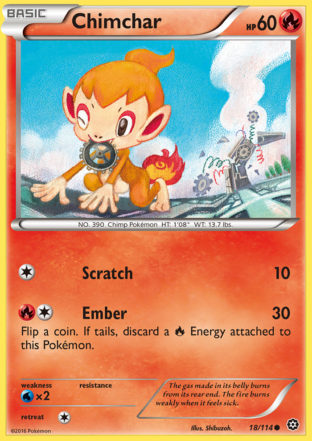 BASIC
Chimchar
HP60
NO. 390 Chimp Pokémon HT: 1'08" WT: 13.7 lbs.
Scratch 10
Ember 30
Flip a coin. If tails, discard a Energy attached to
this Pokémon.
weakness resistance
×2
retreat
The gas made in its belly burns
from its rear end. The fire burns
weakly when it feels sick.
©2016 Pokémon
Illus. Shibuzoh.
18/114